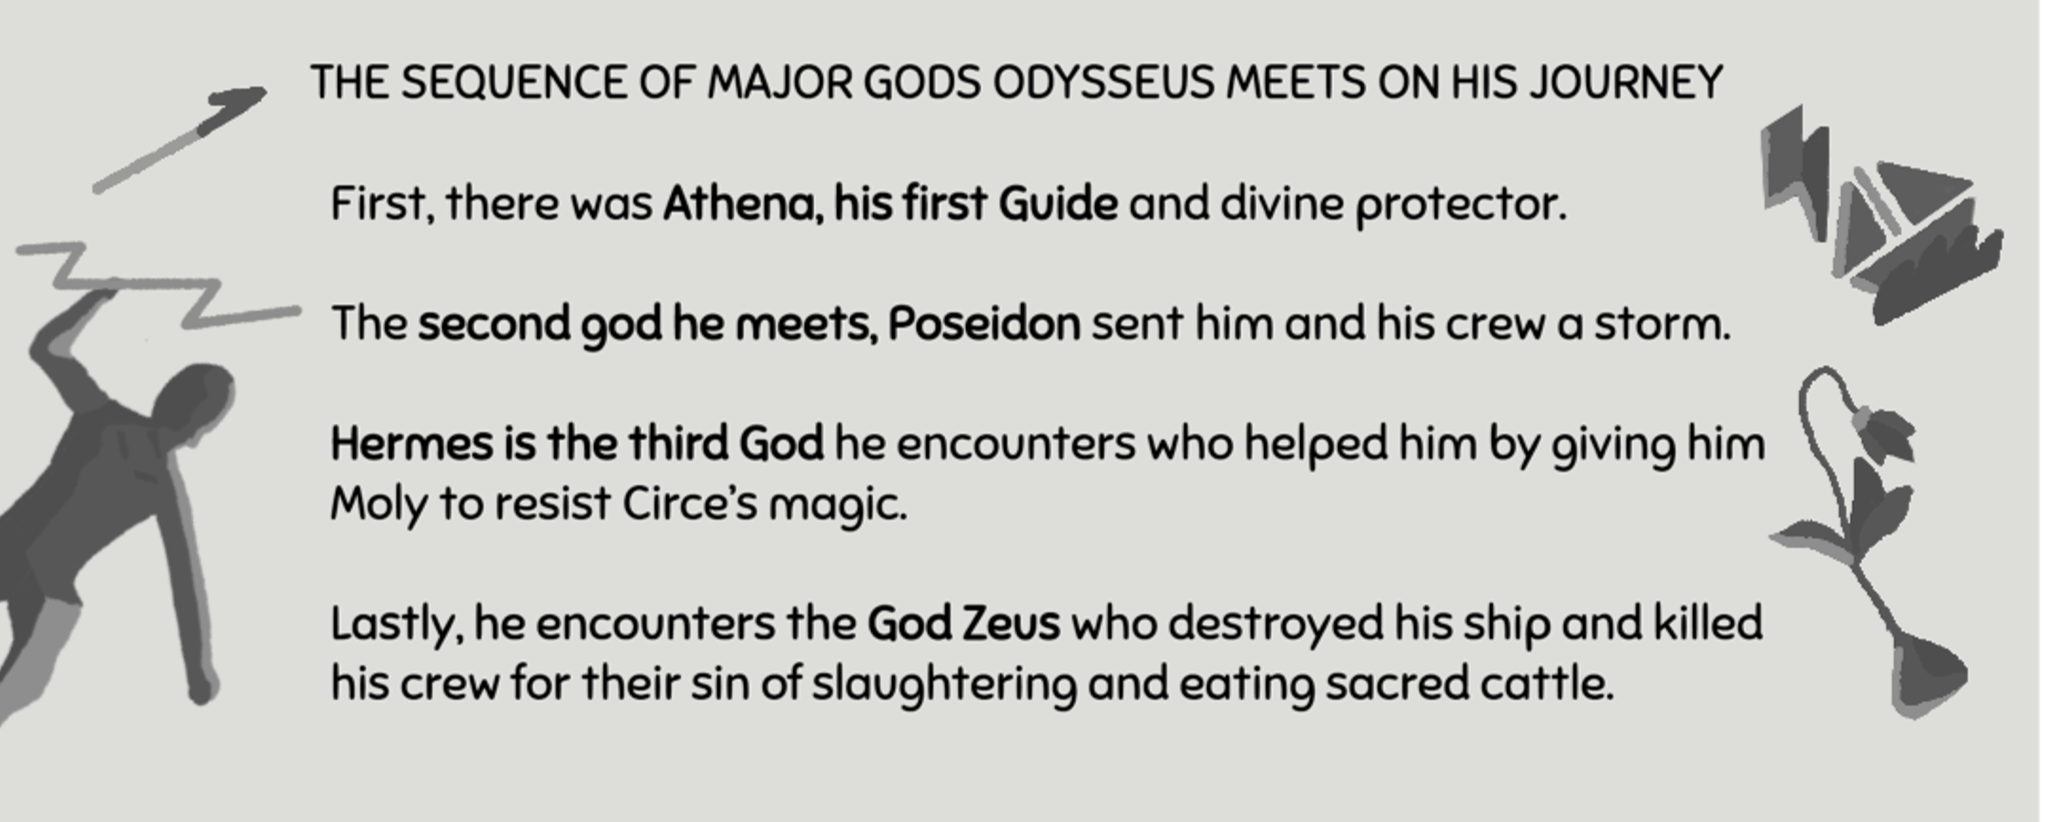 THE SEQUENCE OF MAJOR GODS ODYSSEUS MEETS ON HIS JOURNEY
First, there was Athena, his first Guide and divine protector.
The second god he meets, Poseidon sent him and his crew a storm.
Hermes is the third God he encounters who helped him by giving him
Moly to resist Circe’s magic.
Lastly, he encounters the God Zeus who destroyed his ship and killed
his crew for their sin of slaughtering and eating sacred cattle.